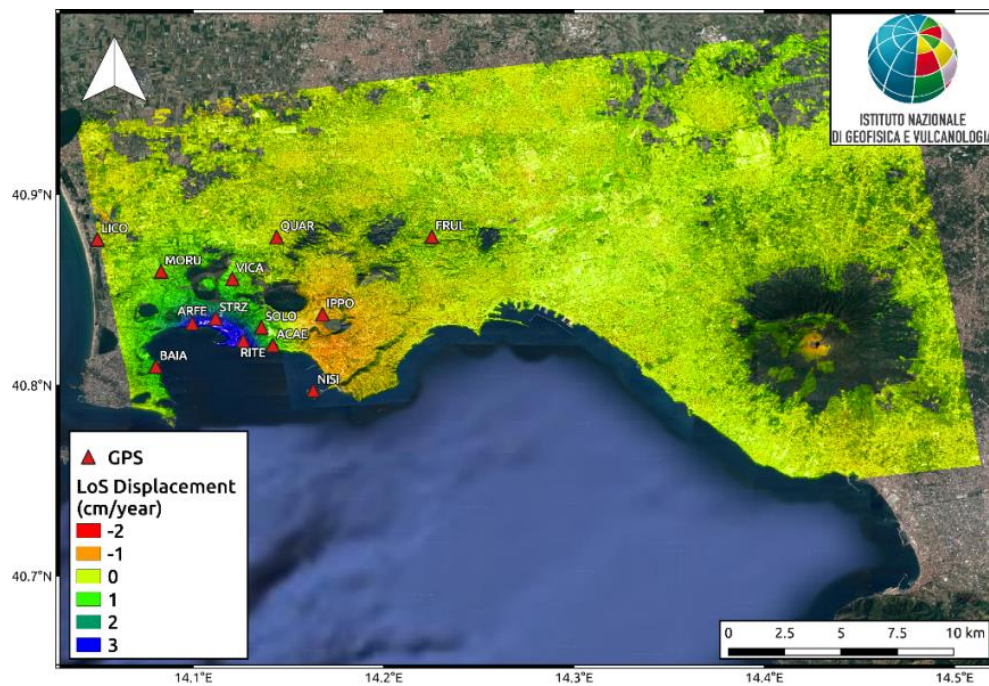 ISTITUTO NAZIONALE
DI GEOFISICA E VULCANOLOGIA
40.9°N
LICO
QUAR
FRUL
MORU
VICA
ARFE
STRZ
SOLO
IPPO
ACAE
RITE
BAIA
NISI
40.8°N
GPS
LoS Displacement
(cm/year)
-2
-1
0
1
2
3
40.7°N
0 2.5 5 7.5 10 km
14.1°E 14.2°E 14.3°E 14.4°E 14.5°E